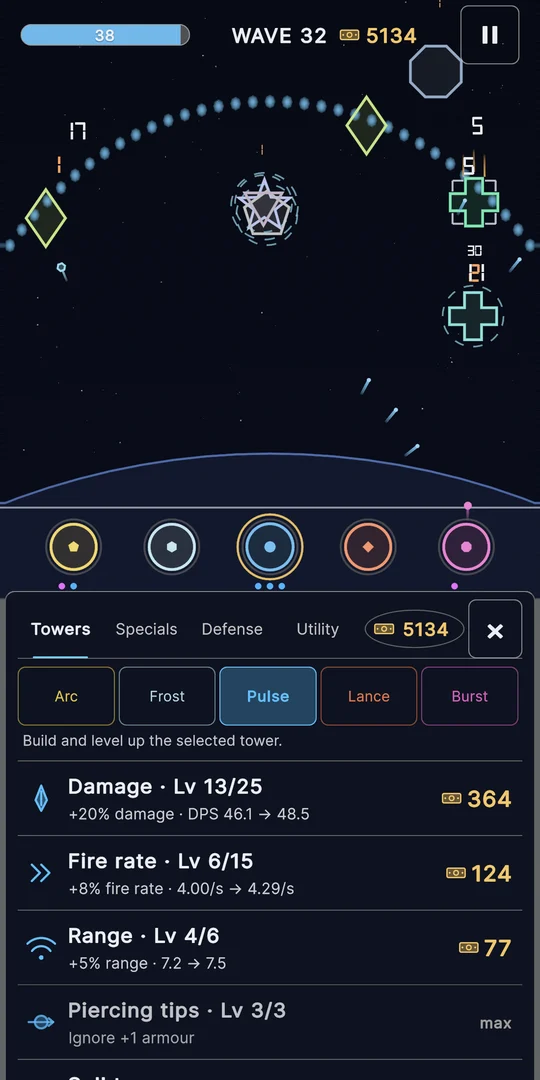 38
WAVE 32
5134
17
5
1
5
30
Towers
Specials
Defense
Utility
5134
×
Arc
Frost
Pulse
Lance
Burst
Build and level up the selected tower.
Damage · Lv 13/25
364
+20% damage · DPS 46.1 → 48.5
Fire rate · Lv 6/15
124
+8% fire rate · 4.00/s → 4.29/s
Range · Lv 4/6
77
+5% range · 7.2 → 7.5
Piercing tips · Lv 3/3
max
Ignore +1 armour